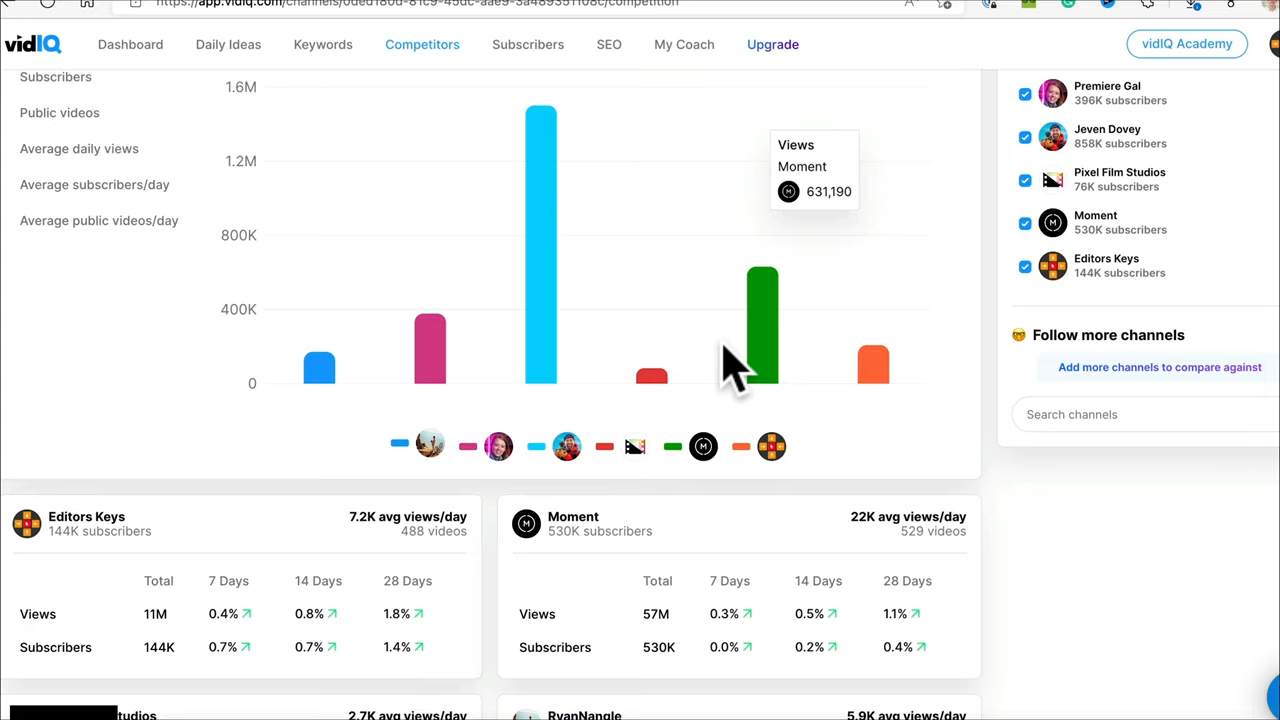 https://app.vidiq.com/channels/
/competition
vidIQ
Dashboard
Daily Ideas
Keywords
Competitors
Subscribers
SEO
My Coach
Upgrade
vidIQ Academy
Subscribers
Public videos
Average daily views
Average subscribers/day
Average public videos/day
1.6M
1.2M
800K
400K
0
Views
Moment
631,190
Premiere Gal
396K subscribers
Jeven Dovey
858K subscribers
Pixel Film Studios
76K subscribers
Moment
530K subscribers
Editors Keys
144K subscribers
Follow more channels
Add more channels to compare against
Search channels
Editors Keys
144K subscribers
7.2K avg views/day
488 videos
Total 7 Days 14 Days 28 Days
Views 11M 0.4% 0.8% 1.8%
Subscribers 144K 0.7% 0.7% 1.4%
Moment
530K subscribers
22K avg views/day
529 videos
Total 7 Days 14 Days 28 Days
Views 57M 0.3% 0.5% 1.1%
Subscribers 530K 0.0% 0.2% 0.4%
tudios
2.7K avg views/day
RyanNangle
5.9K avg views/day